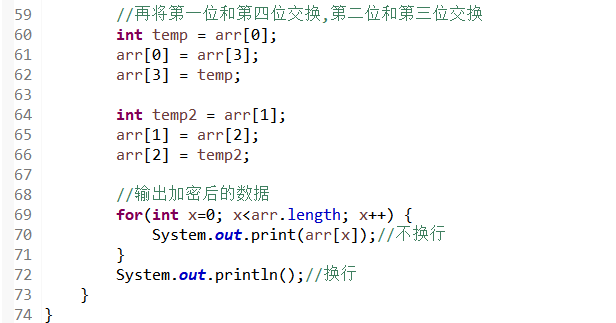 59 //再将第一位和第四位交换,第二位和第三位交换
60 int temp = arr[0];
61 arr[0] = arr[3];
62 arr[3] = temp;
63
64 int temp2 = arr[1];
65 arr[1] = arr[2];
66 arr[2] = temp2;
67
68 //输出加密后的数据
69 for(int x=0; x<arr.length; x++) {
70 System.out.print(arr[x]);//不换行
71 }
72 System.out.println();//换行
73 }
74 }